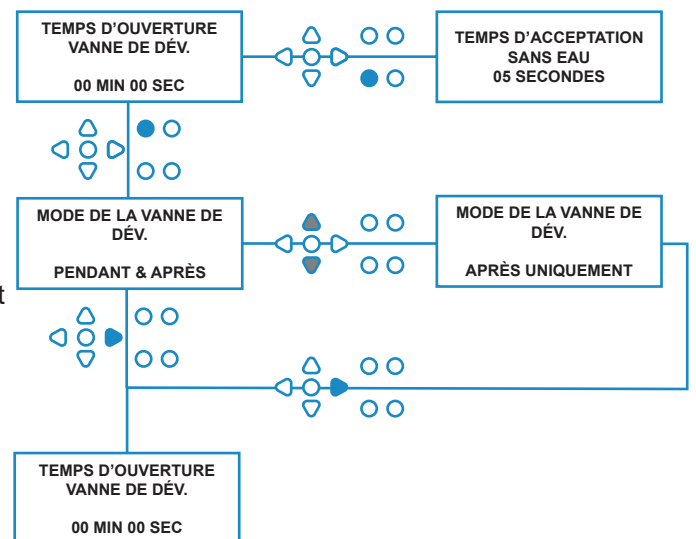 TEMPS D'OUVERTURE
VANNE DE DÉV.
00 MIN 00 SEC
TEMPS D'ACCEPTATION
SANS EAU
05 SECONDES
MODE DE LA VANNE DE
DÉV.
PENDANT & APRÈS
MODE DE LA VANNE DE
DÉV.
APRÈS UNIQUEMENT
t
TEMPS D'OUVERTURE
VANNE DE DÉV.
00 MIN 00 SEC